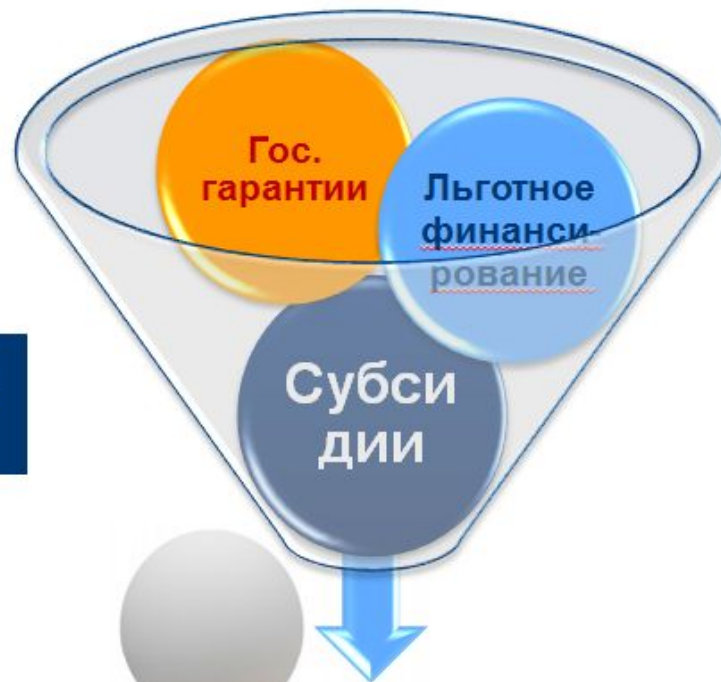 Гос.
гарантии
Льготное
финанси-
рование
Субси
дии